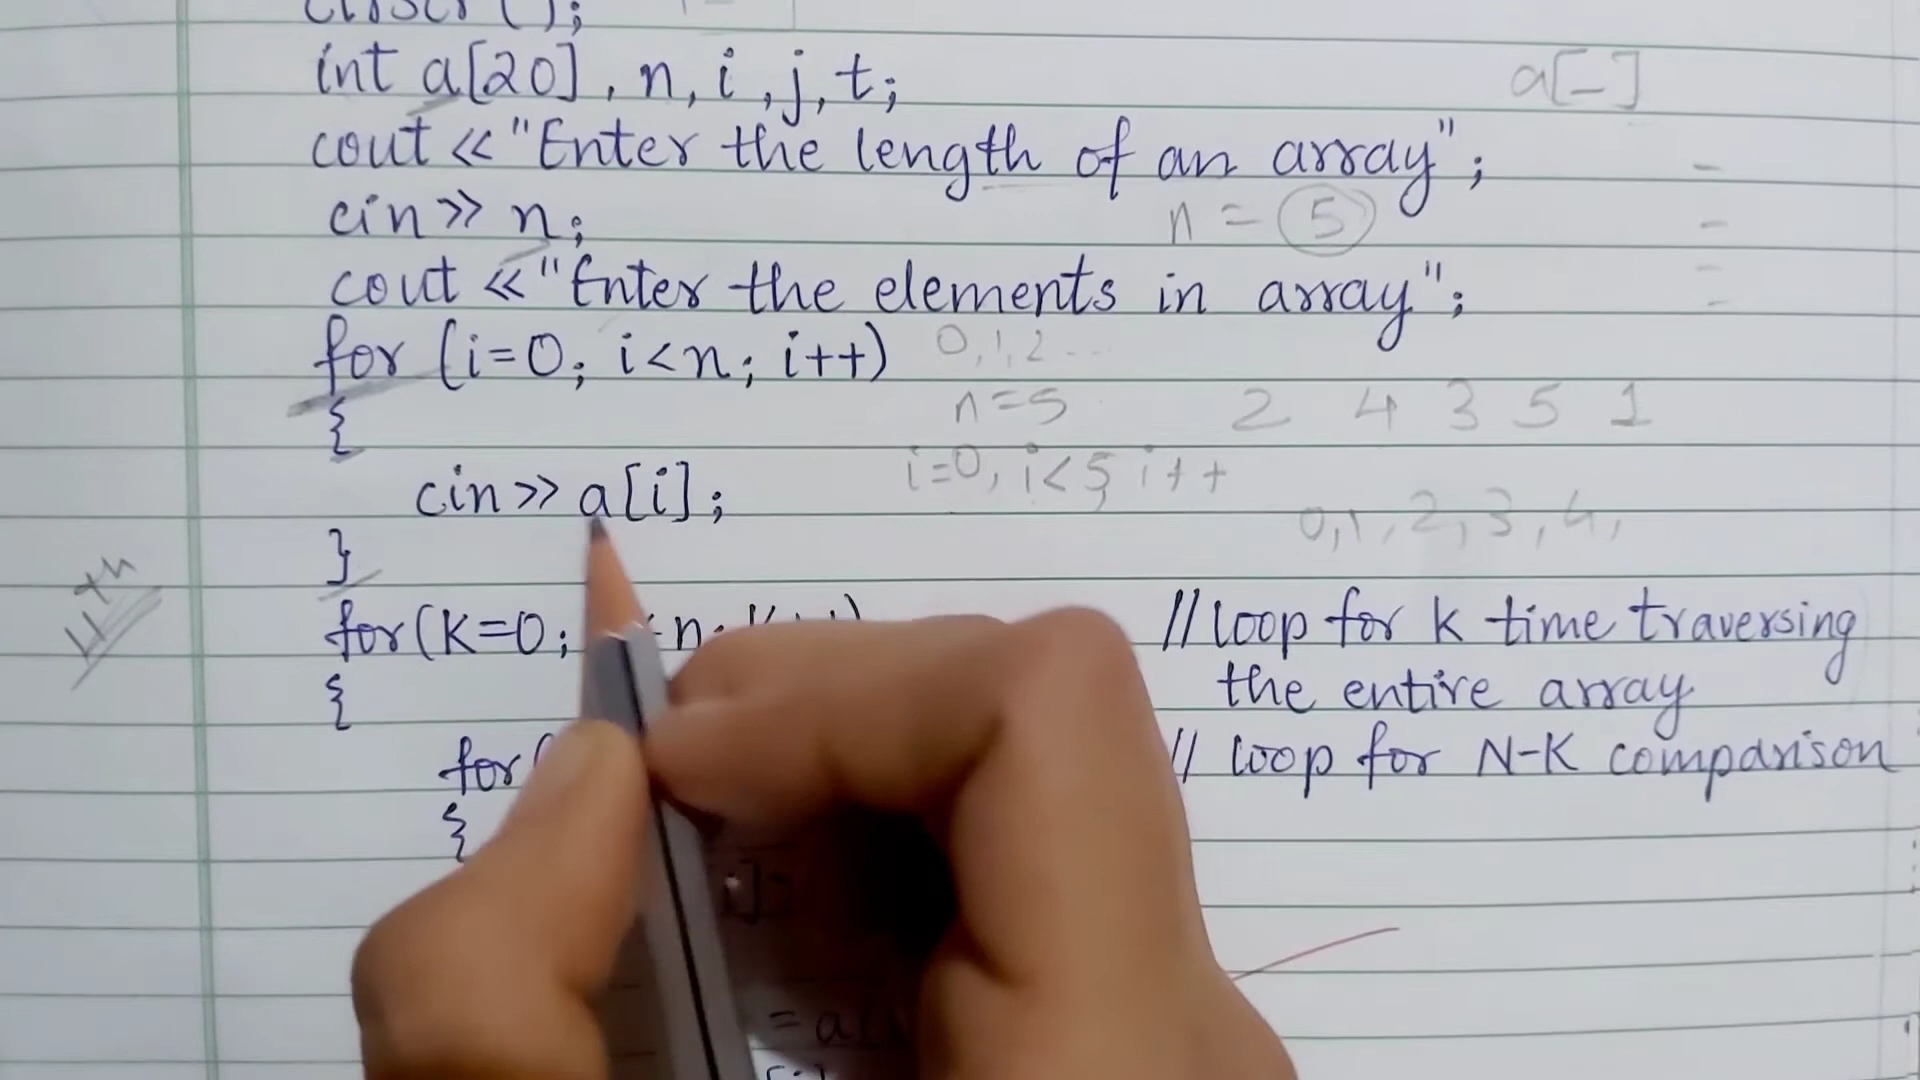 clrscr();
int a[20], n, i, j, t;
a[-]
cout << "Enter the length of an array";
cin >> n;
n = 5
cout << "Enter the elements in array";
for (i=0; i<n; i++)
0,1,2...
{
n=5
2 4 3 5 1
cin >> a[i];
i=0, i<5, i++
0,1,2,3,4,
}
11th
for(K=0;
n;
// loop for k time traversing
{
the entire array
for(
// loop for N-K comparison
{
= a[